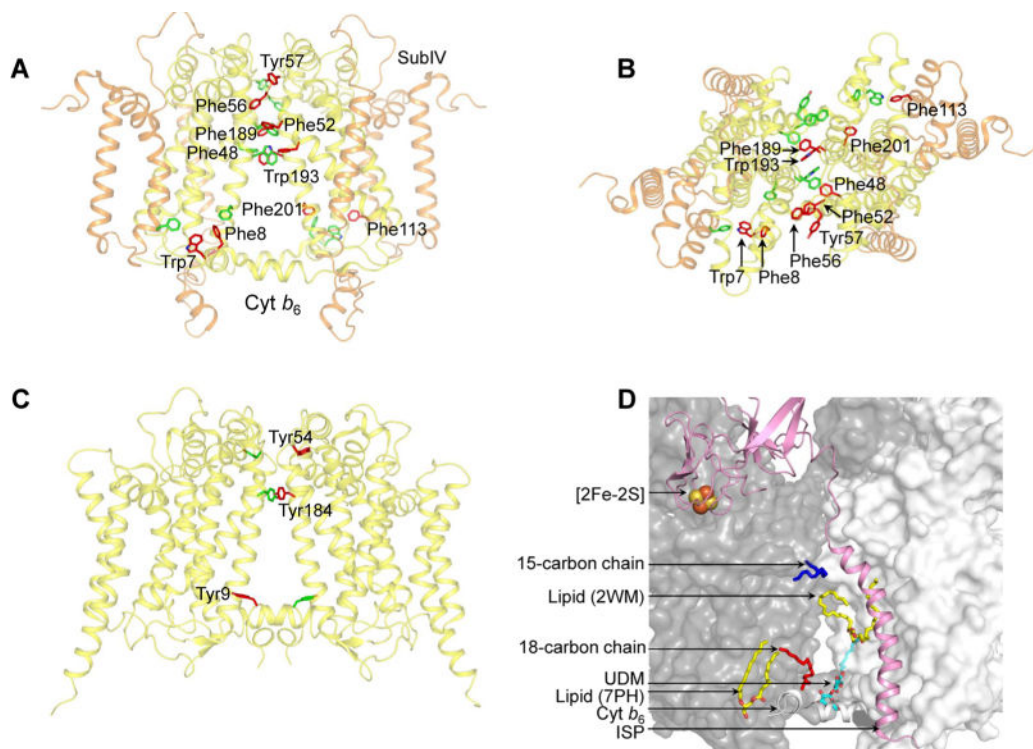 A
Tyr57
SubIV
Phe56
Phe52
Phe189
Phe48
Trp193
Phe201
Phe113
Phe8
Trp7
Cyt b6
B
Phe113
Phe189
Phe201
Trp193
Phe48
Phe52
Tyr57
Phe56
Trp7
Phe8
C
Tyr54
Tyr184
Tyr9
D
[2Fe-2S]
15-carbon chain
Lipid (2WM)
18-carbon chain
UDM
Lipid (7PH)
Cyt b6
ISP